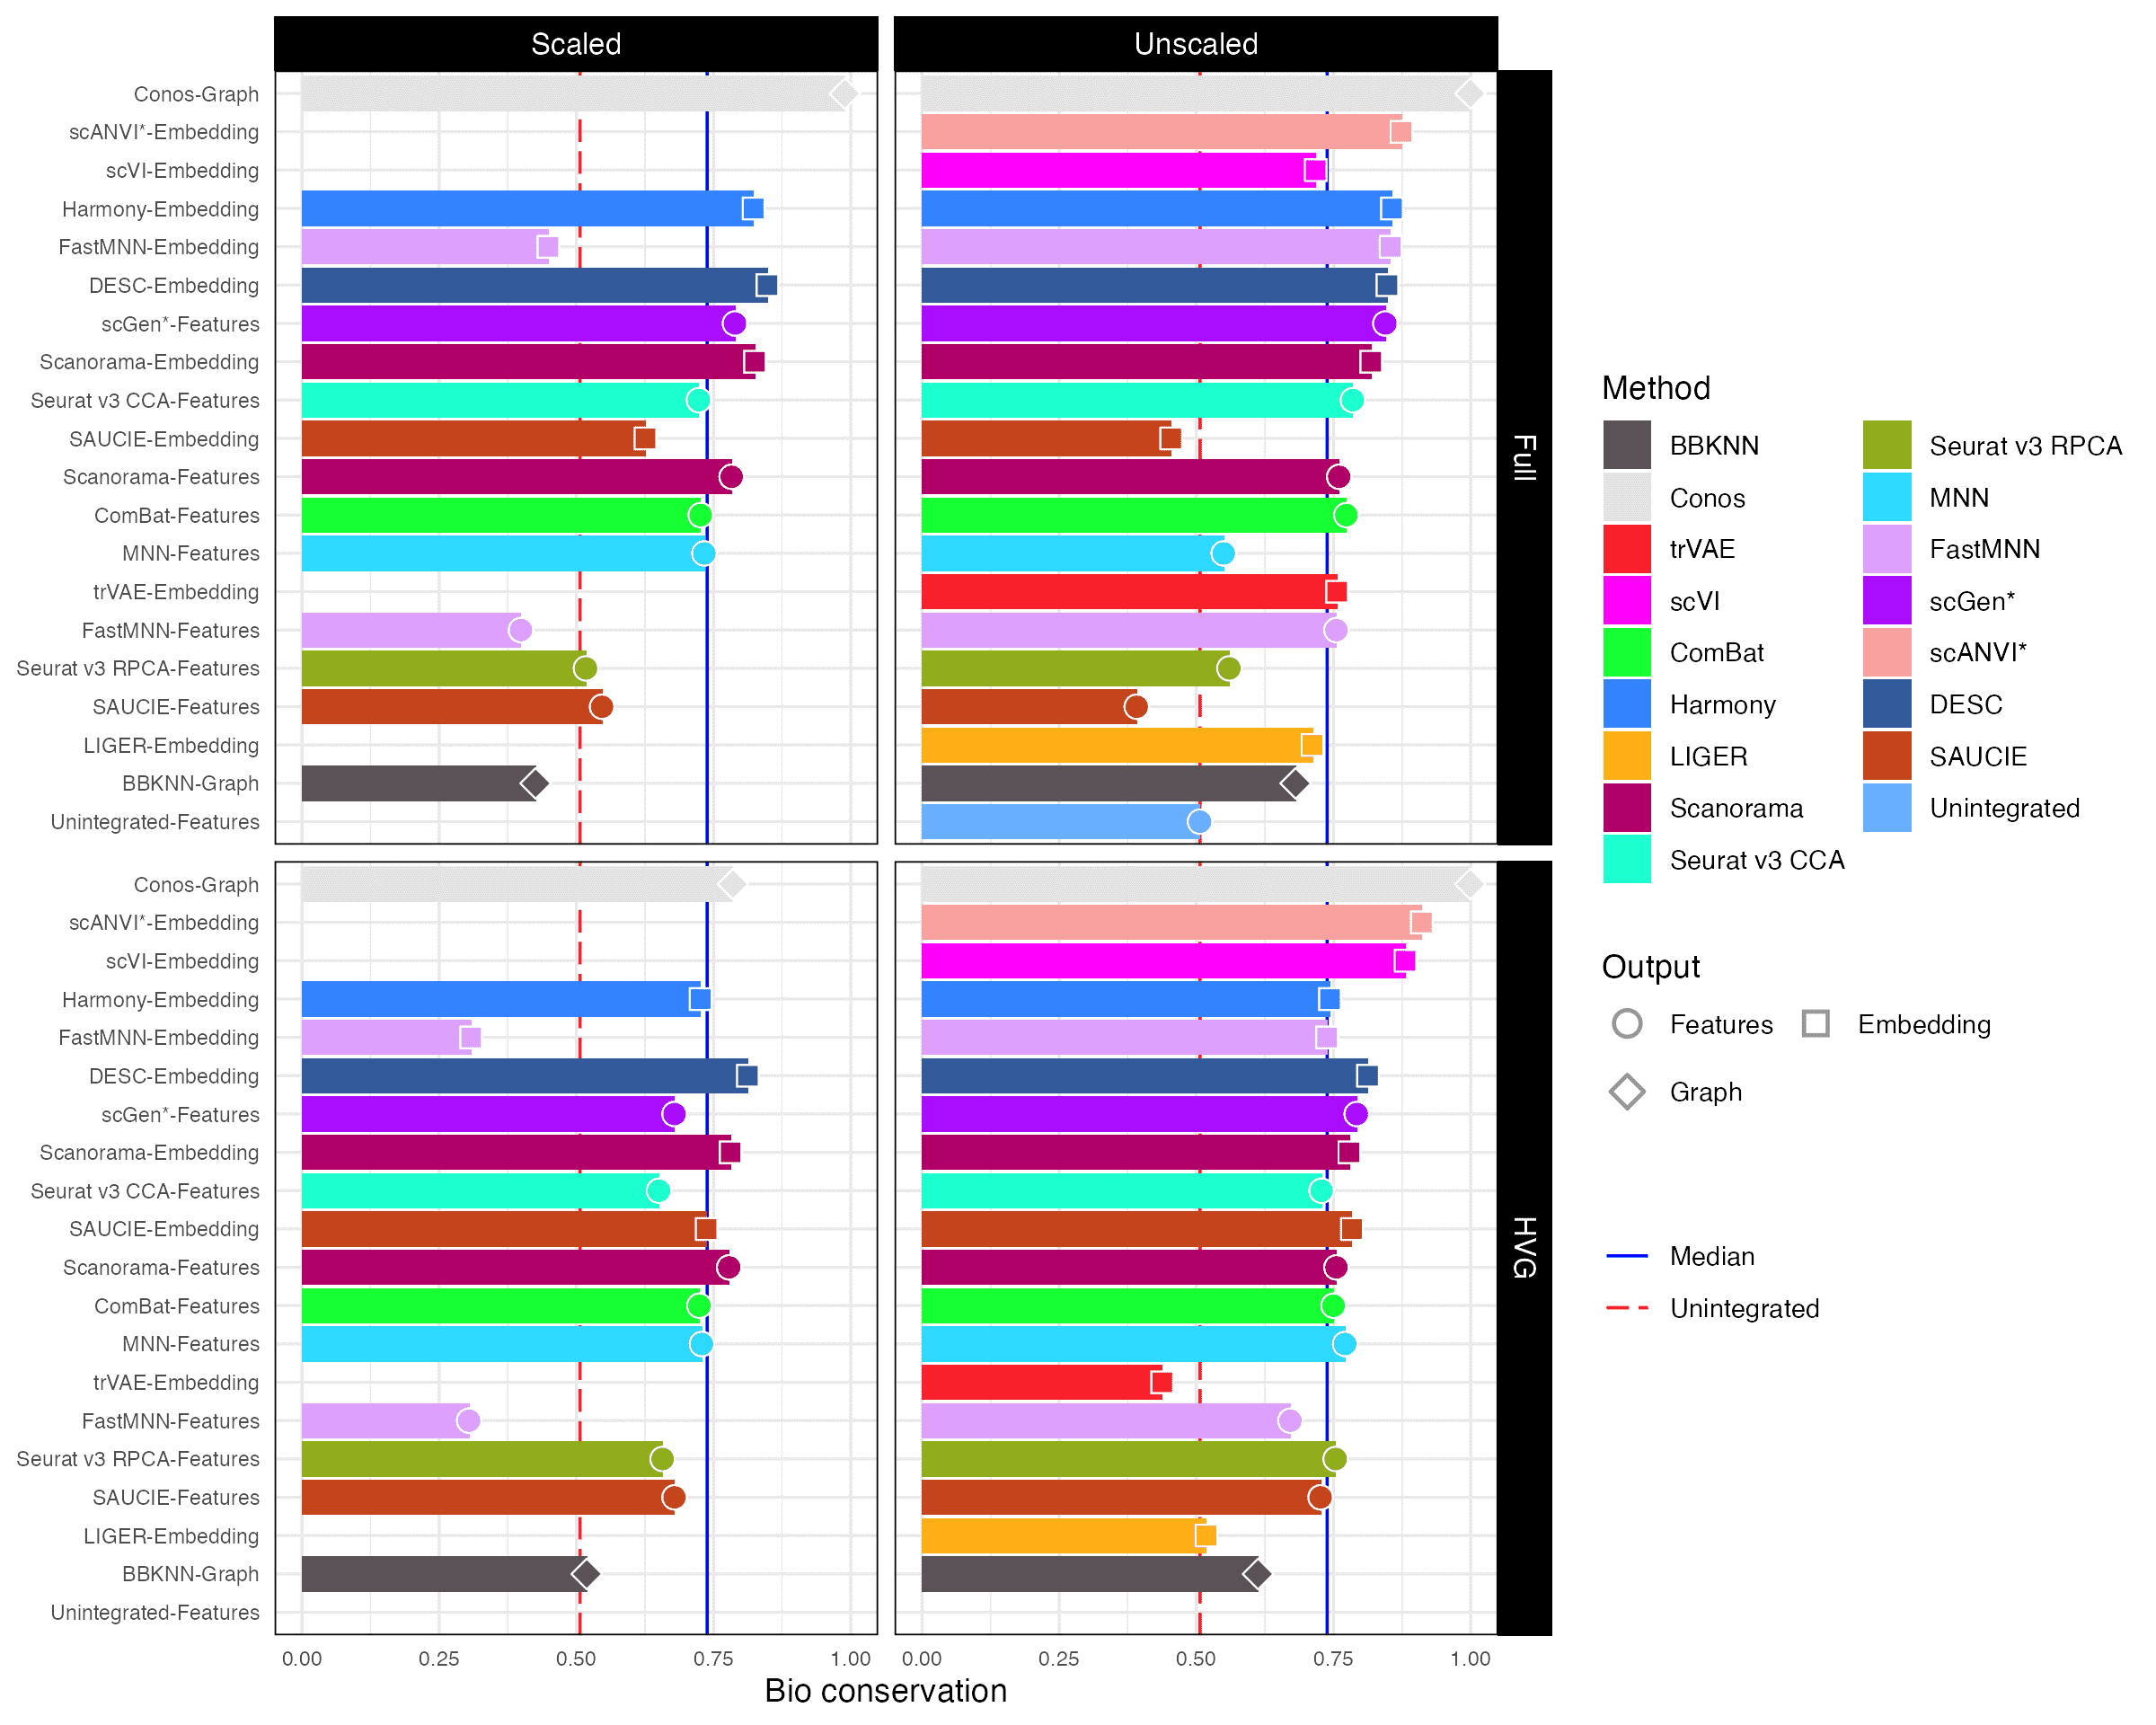 Scaled
Unscaled
Conos-Graph
scANVI*-Embedding
scVI-Embedding
Harmony-Embedding
FastMNN-Embedding
DESC-Embedding
scGen*-Features
Scanorama-Embedding
Seurat v3 CCA-Features
SAUCIE-Embedding
Scanorama-Features
ComBat-Features
MNN-Features
trVAE-Embedding
FastMNN-Features
Seurat v3 RPCA-Features
SAUCIE-Features
LIGER-Embedding
BBKNN-Graph
Unintegrated-Features
Full
Conos-Graph
scANVI*-Embedding
scVI-Embedding
Harmony-Embedding
FastMNN-Embedding
DESC-Embedding
scGen*-Features
Scanorama-Embedding
Seurat v3 CCA-Features
SAUCIE-Embedding
Scanorama-Features
ComBat-Features
MNN-Features
trVAE-Embedding
FastMNN-Features
Seurat v3 RPCA-Features
SAUCIE-Features
LIGER-Embedding
BBKNN-Graph
Unintegrated-Features
HVG
0.00 0.25 0.50 0.75 1.00 0.00 0.25 0.50 0.75 1.00
Bio conservation
Method
BBKNN
Conos
trVAE
scVI
ComBat
Harmony
LIGER
Scanorama
Seurat v3 CCA
Seurat v3 RPCA
MNN
FastMNN
scGen*
scANVI*
DESC
SAUCIE
Unintegrated
Output
Features Embedding
Graph
Median
Unintegrated